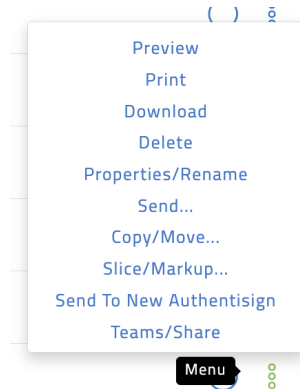 Preview
Print
Download
Delete
Properties/Rename
Send...
Copy/Move...
Slice/Markup...
Send To New Authentisign
Teams/Share
Menu